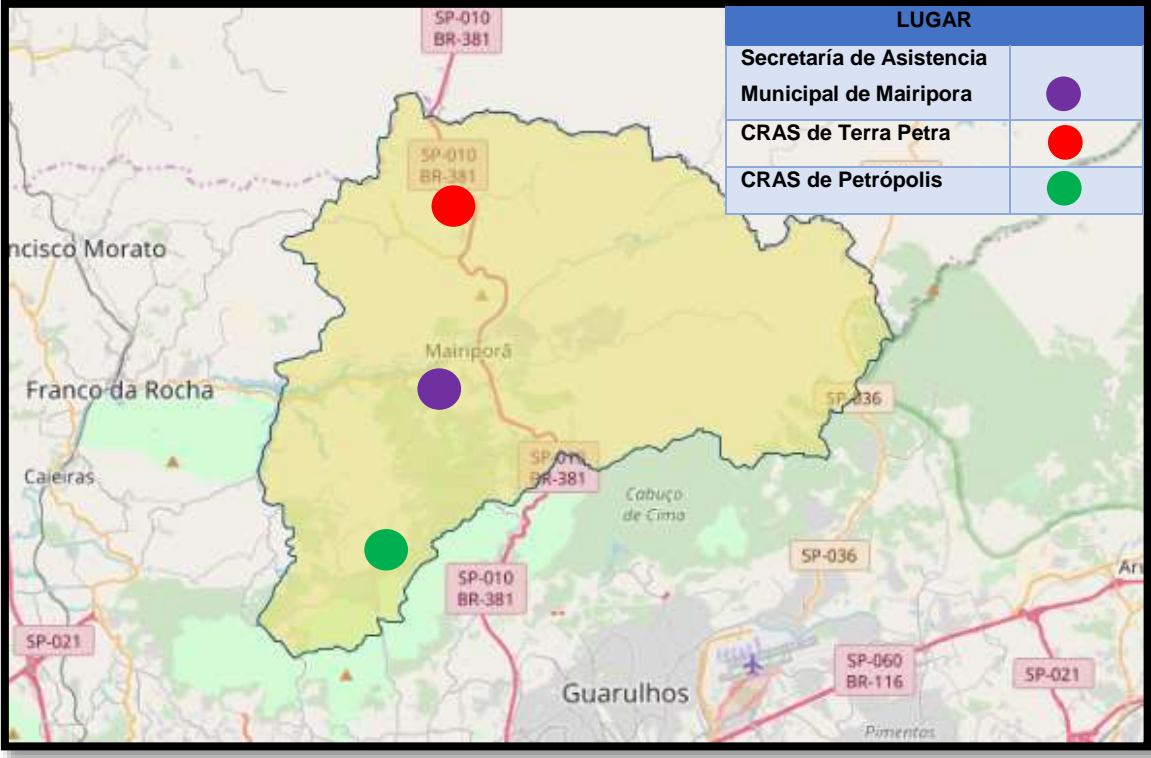 SP-010
BR-381
LUGAR
Secretaría de Asistencia
Municipal de Mairipora
CRAS de Terra Petra
CRAS de Petrópolis
SP-010
BR-381
ncisco Morato
Mairiporã
Franco da Rocha
SP-036
SP-010
BR-381
Caieiras
Cabuço
de Cima
SP-036
SP-010
BR-381
Aru
SP-021
SP-060
BR-116
SP-021
Guarulhos
Pimentas